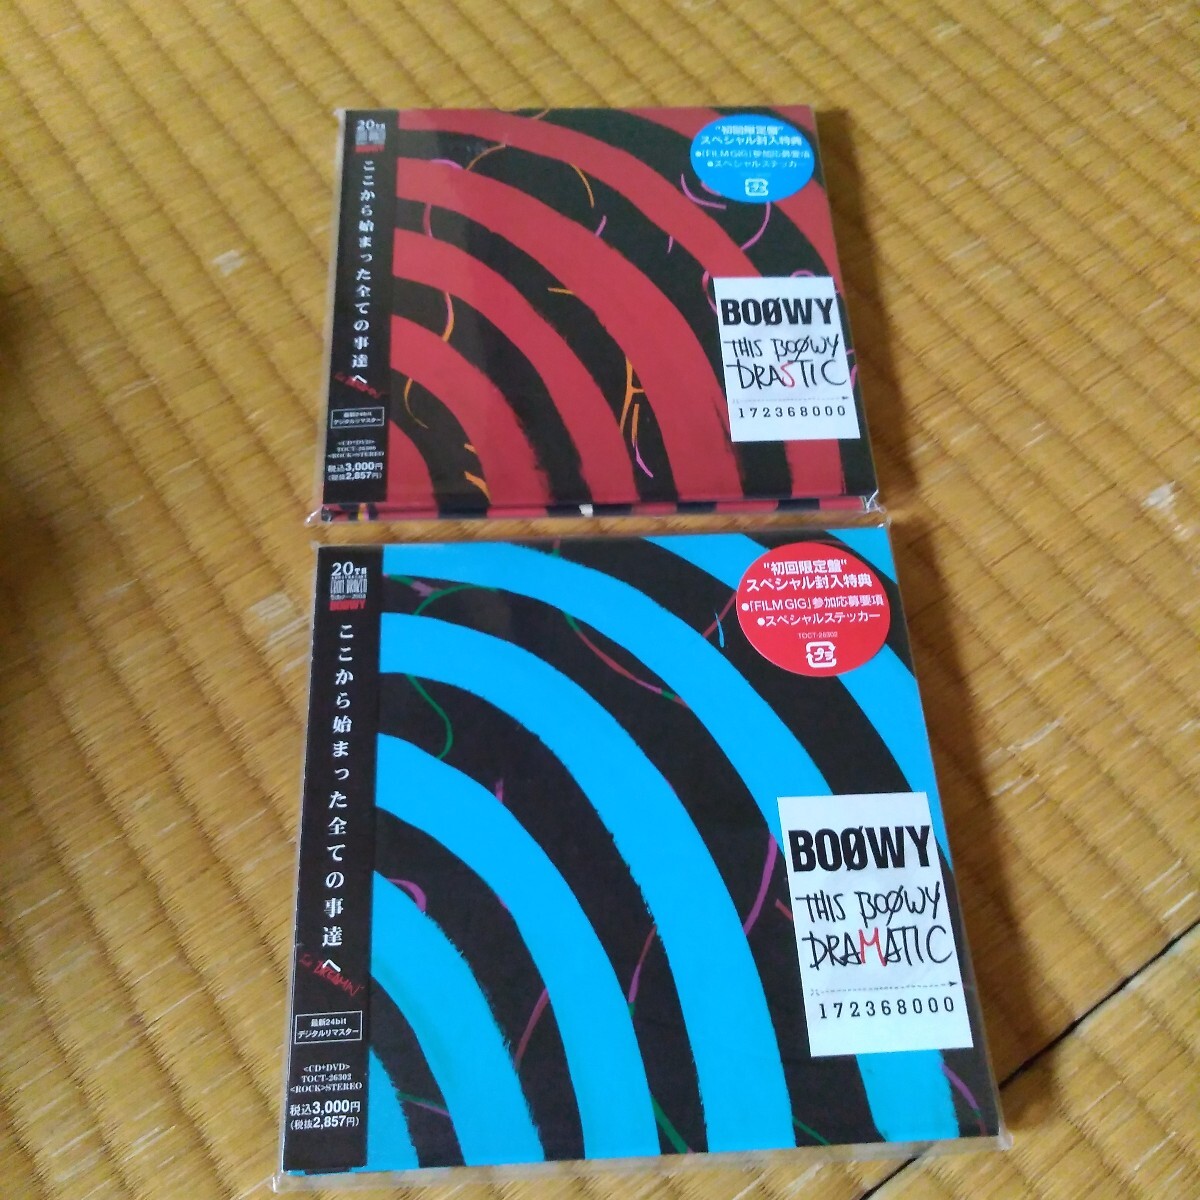 20TH
ここから始まった全ての事達へ
最新24bit
デジタルリマスター
<CD+DVD>
TOCT-26300
<ROCK>STEREO
税込3,000円
(税抜2,857円)
"初回限定盤"
スペシャル封入特典
●「FILM GIG」参加応募要項
●スペシャルステッカー
プラ
BOØWY
THIS BOØWY
DRASTIC
172368000
20TH
BOØWY
ここから始まった全ての事達へ
最新24bit
デジタルリマスター
<CD+DVD>
TOCT-26302
<ROCK>STEREO
税込3,000円
(税抜2,857円)
"初回限定盤"
スペシャル封入特典
●「FILM GIG」参加応募要項
●スペシャルステッカー
TOCT-26302
プラ
BOØWY
THIS BOØWY
DRAMATIC
172368000